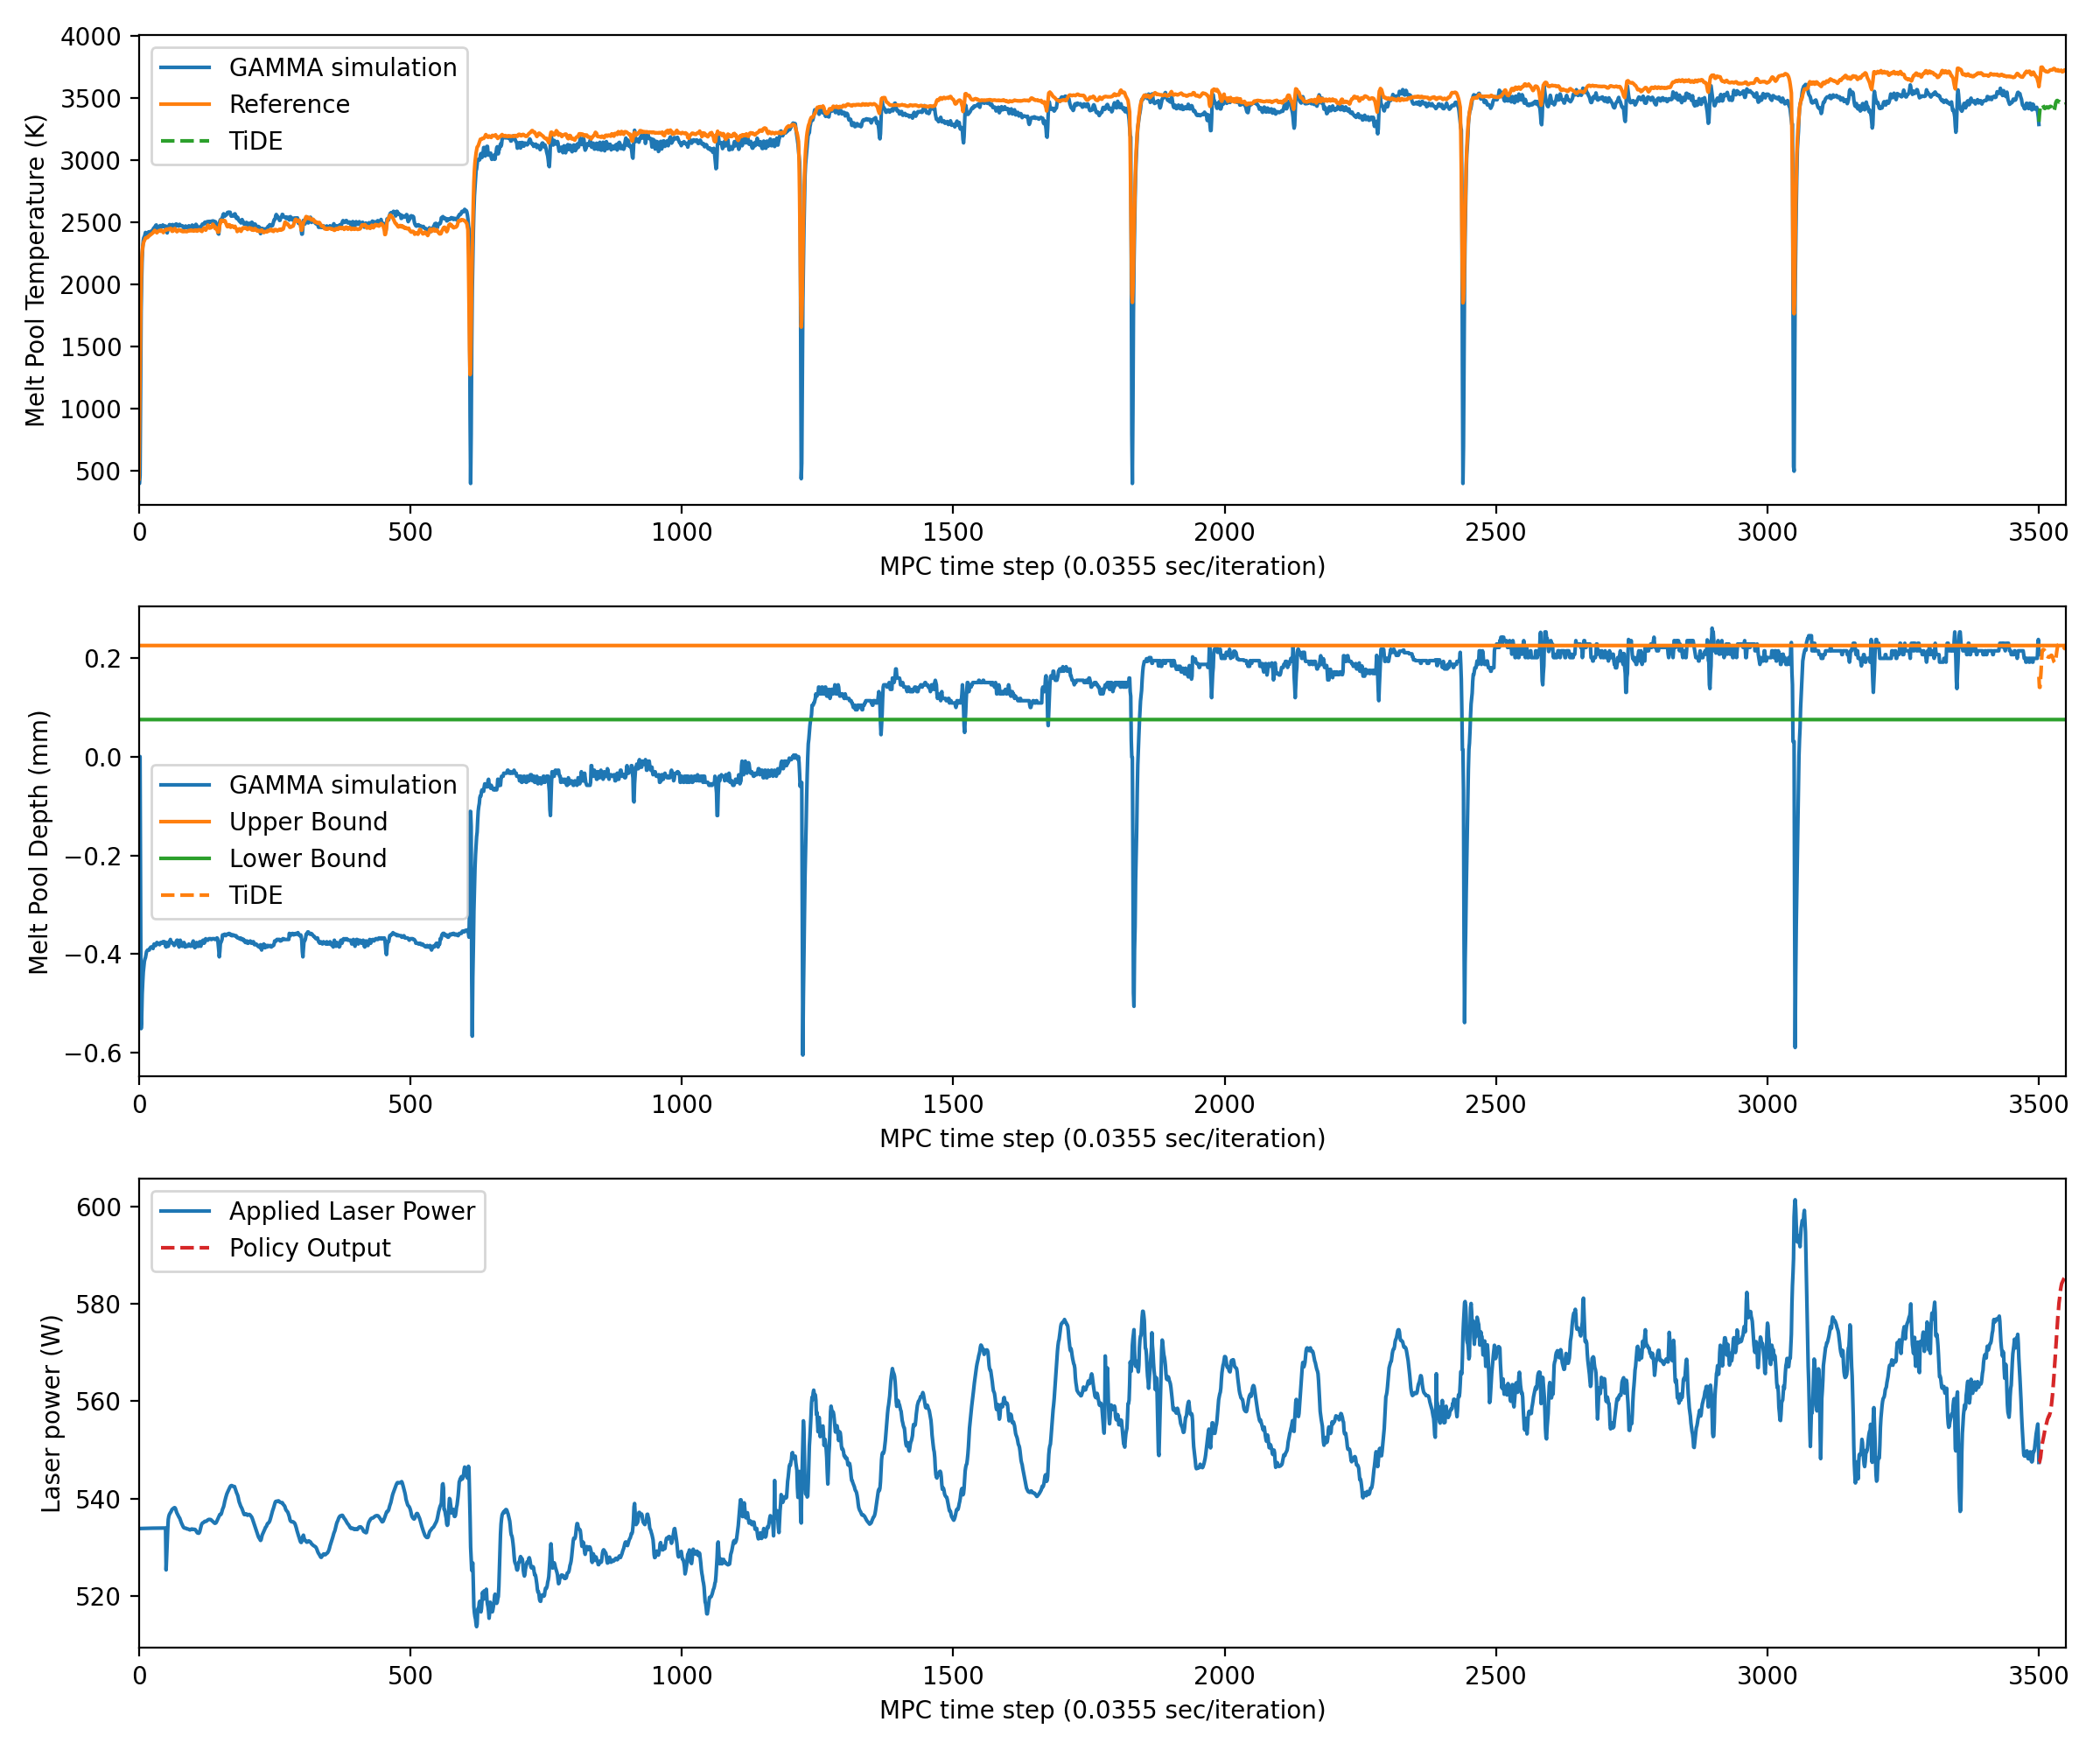 4000
3500
3000
2500
2000
1500
1000
500
Melt Pool Temperature (K)
GAMMA simulation
Reference
TiDE
0 500 1000 1500 2000 2500 3000 3500
MPC time step (0.0355 sec/iteration)
0.2
0.0
−0.2
−0.4
−0.6
Melt Pool Depth (mm)
GAMMA simulation
Upper Bound
Lower Bound
TiDE
0 500 1000 1500 2000 2500 3000 3500
MPC time step (0.0355 sec/iteration)
600
580
560
540
520
Laser power (W)
Applied Laser Power
Policy Output
0 500 1000 1500 2000 2500 3000 3500
MPC time step (0.0355 sec/iteration)